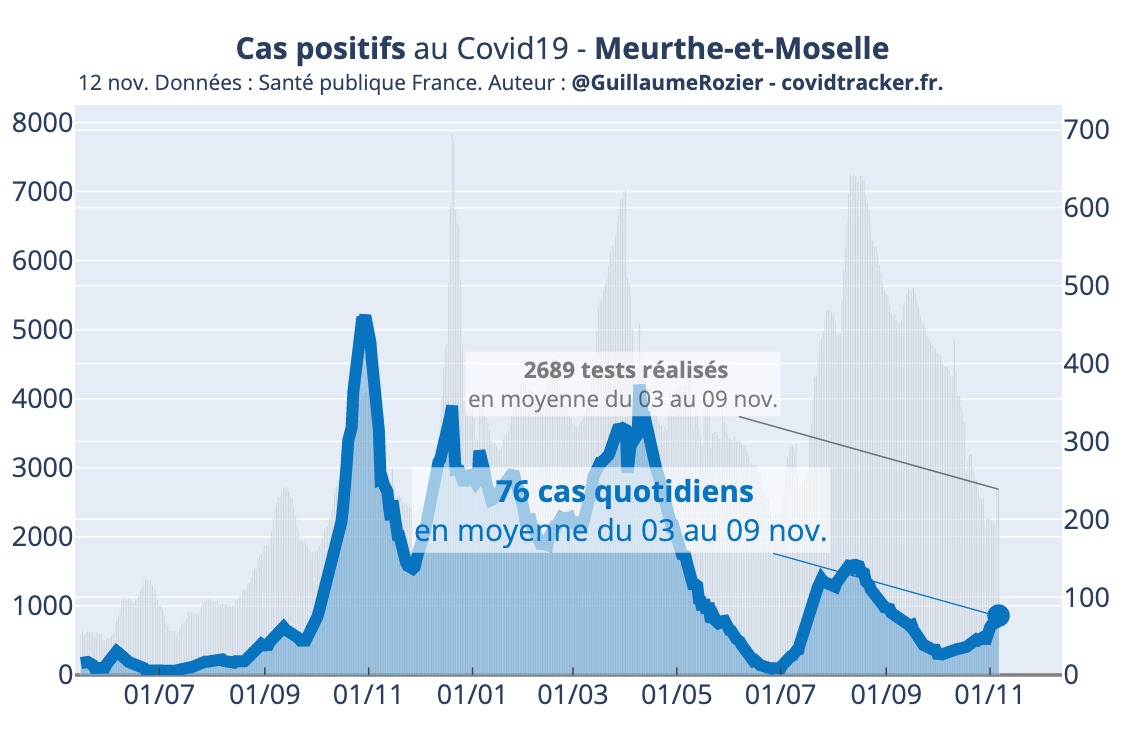 Cas positifs au Covid19 - Meurthe-et-Moselle
12 nov. Données : Santé publique France. Auteur : @GuillaumeRozier - covidtracker.fr.
8000
7000
6000
5000
4000
3000
2000
1000
0
700
600
500
400
300
200
100
0
2689 tests réalisés
en moyenne du 03 au 09 nov.
76 cas quotidiens
en moyenne du 03 au 09 nov.
01/07 01/09 01/11 01/01 01/03 01/05 01/07 01/09 01/11